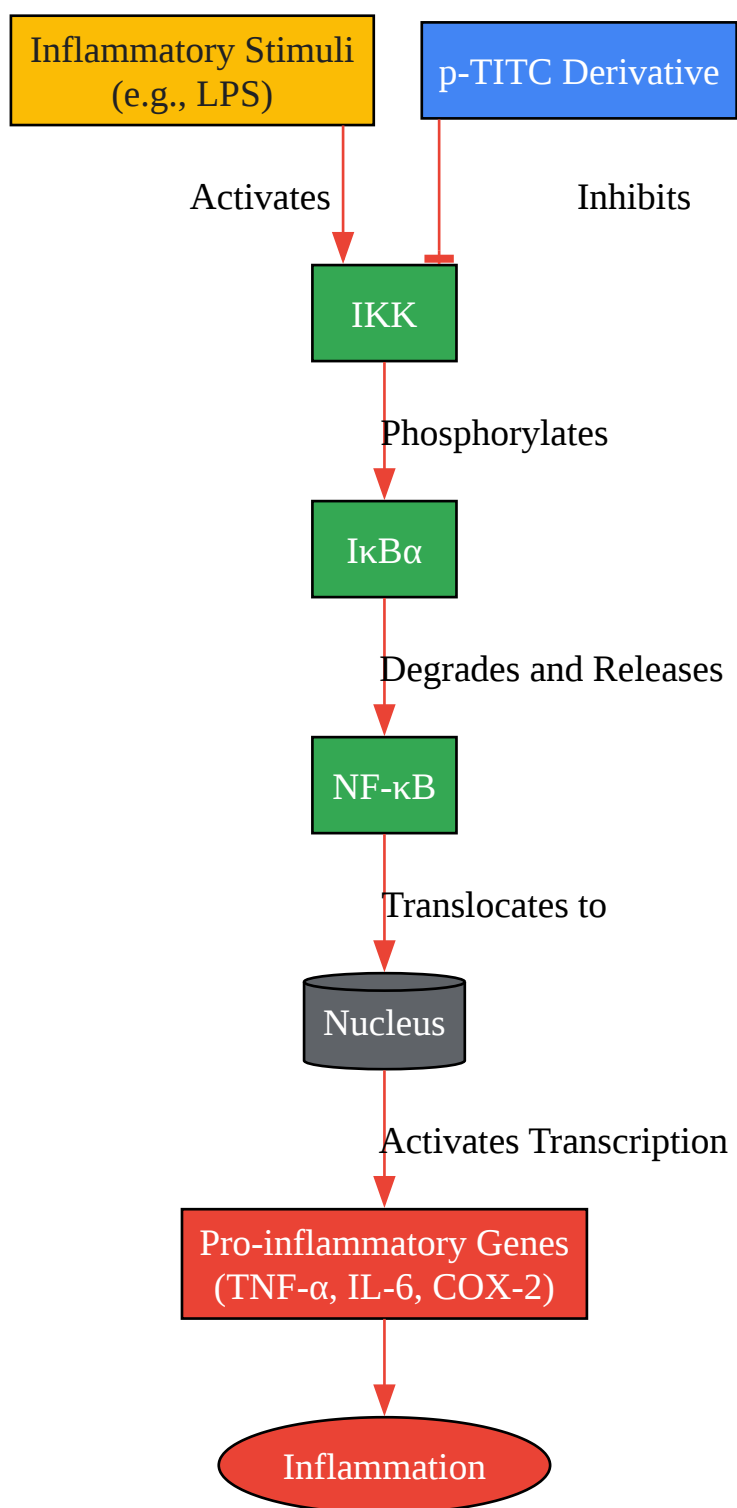 Inflammatory Stimuli
(e.g., LPS)
p-TITC Derivative
Activates
Inhibits
IKK
Phosphorylates
IκBα
Degrades and Releases
NF-κB
Translocates to
Nucleus
Activates Transcription
Pro-inflammatory Genes
(TNF-α, IL-6, COX-2)
Inflammation